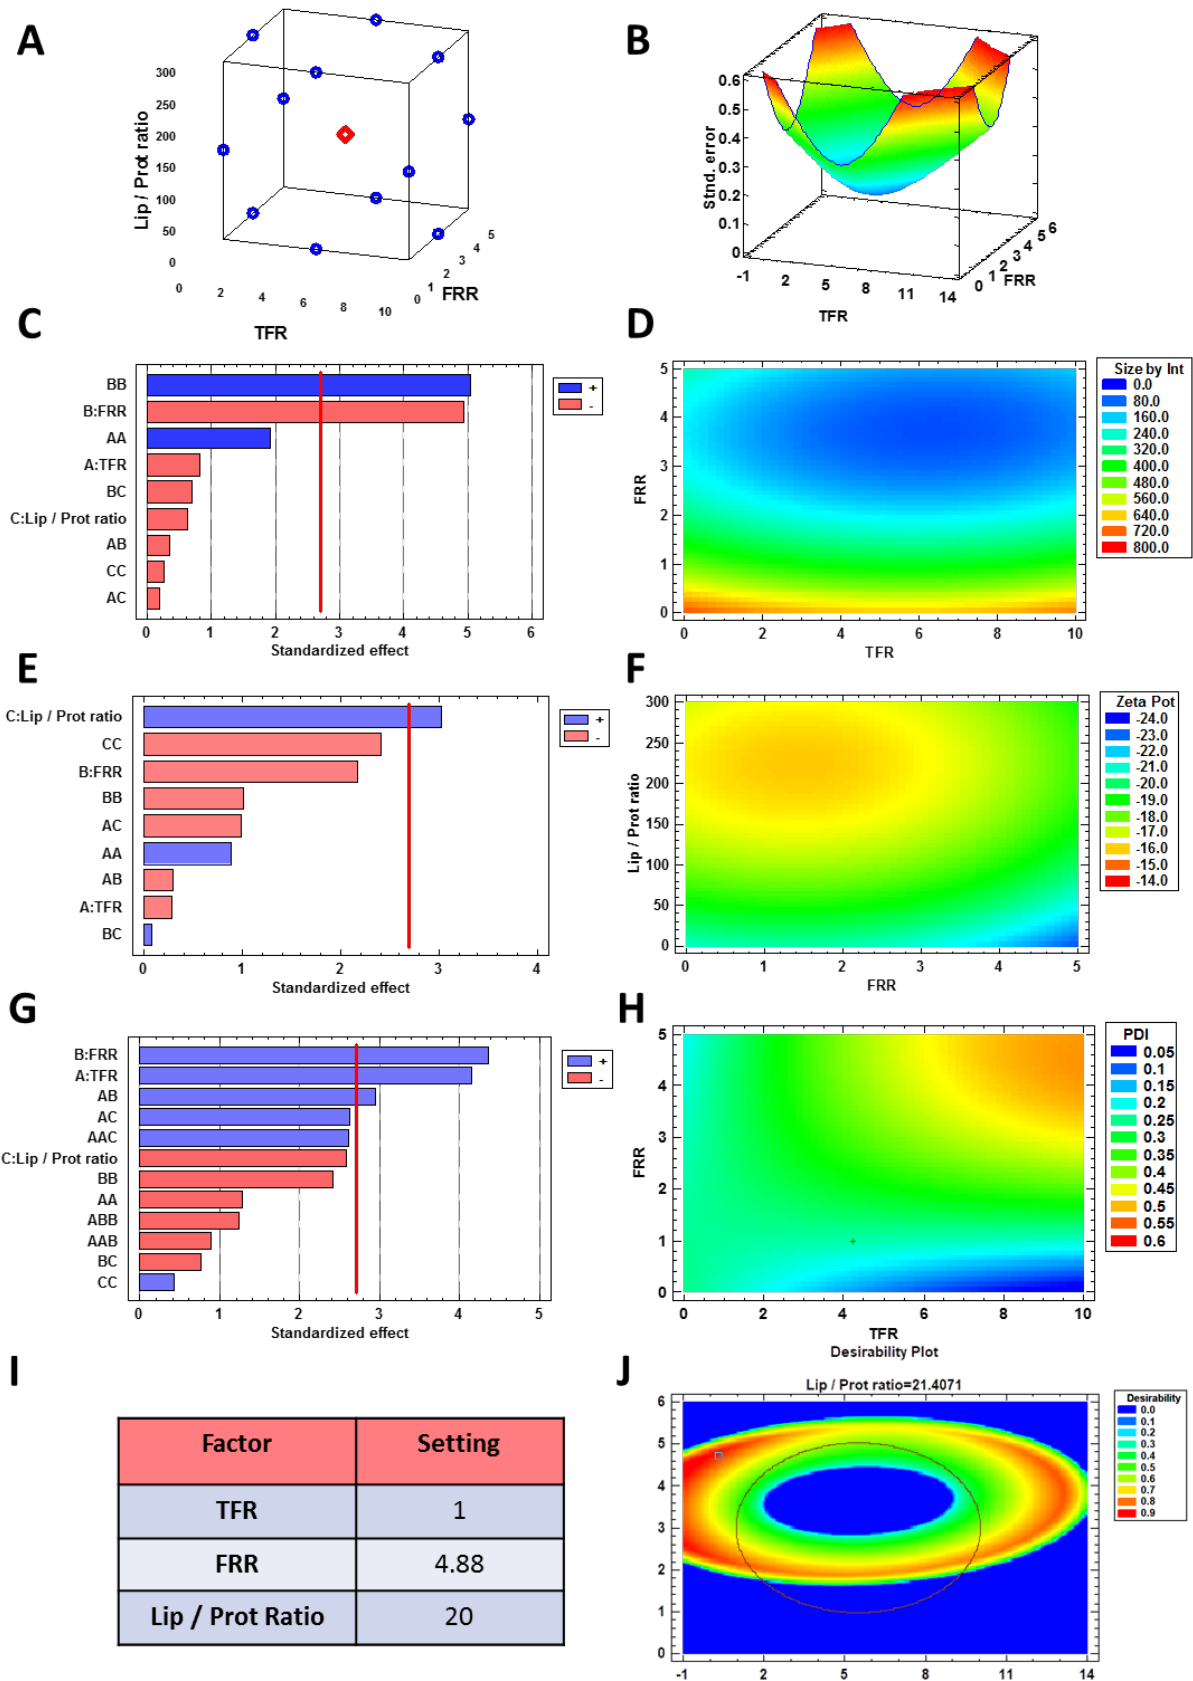 A
Lip / Prot ratio
300
250
200
150
100
50
0
0
2
4
6
8
10
0
1
2
3
4
5
FRR
TFR
B
Stnd. error
0.6
0.5
0.4
0.3
0.2
0.1
0
-1
2
5
8
11
14
0
1
2
3
4
5
6
FRR
TFR
C
BB
B:FRR
AA
A:TFR
BC
C:Lip / Prot ratio
AB
CC
AC
0 1 2 3 4 5 6
Standardized effect
+
-
D
FRR
5
4
3
2
1
0
0 2 4 6 8 10
TFR
Size by Int
0.0
80.0
160.0
240.0
320.0
400.0
480.0
560.0
640.0
720.0
800.0
E
C:Lip / Prot ratio
CC
B:FRR
BB
AC
AA
AB
A:TFR
BC
0 1 2 3 4
Standardized effect
+
-
F
Lip / Prot ratio
300
250
200
150
100
50
0
0 1 2 3 4 5
FRR
Zeta Pot
-24.0
-23.0
-22.0
-21.0
-20.0
-19.0
-18.0
-17.0
-16.0
-15.0
-14.0
G
B:FRR
A:TFR
AB
AC
AAC
C:Lip / Prot ratio
BB
AA
ABB
AAB
BC
CC
0 1 2 3 4 5
Standardized effect
+
-
H
FRR
5
4
3
2
1
0
0 2 4 6 8 10
TFR
PDI
0.05
0.1
0.15
0.2
0.25
0.3
0.35
0.4
0.45
0.5
0.55
0.6
I
Factor Setting
TFR 1
FRR 4.88
Lip / Prot Ratio 20
J
Desirability Plot
Lip / Prot ratio=21.4071
6
5
4
3
2
1
0
-1 2 5 8 11 14
Desirability
0.0
0.1
0.2
0.3
0.4
0.5
0.6
0.7
0.8
0.9